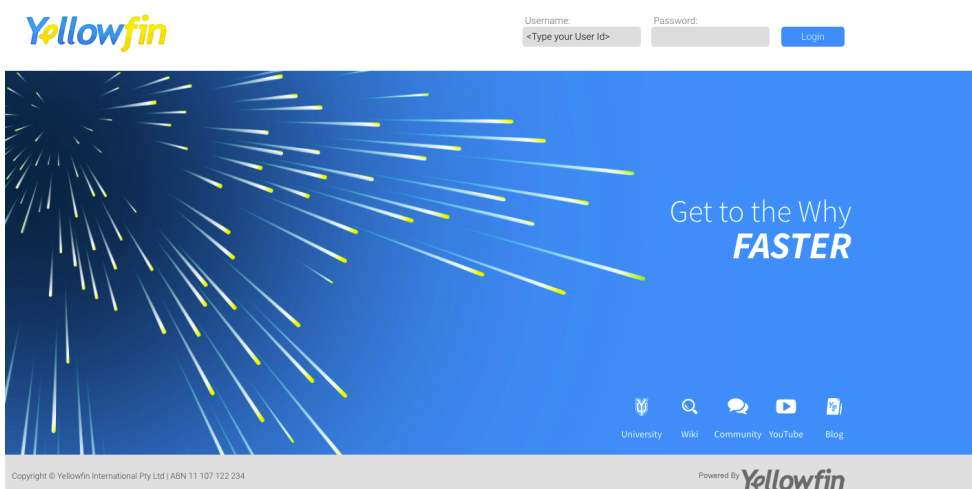 Yellowfin
Username:
Password:
<Type your User Id>
Login
Get to the Why
FASTER
University
Wiki
Community
YouTube
Blog
Copyright © Yellowfin International Pty Ltd | ABN 11 107 122 234
Powered By Yellowfin